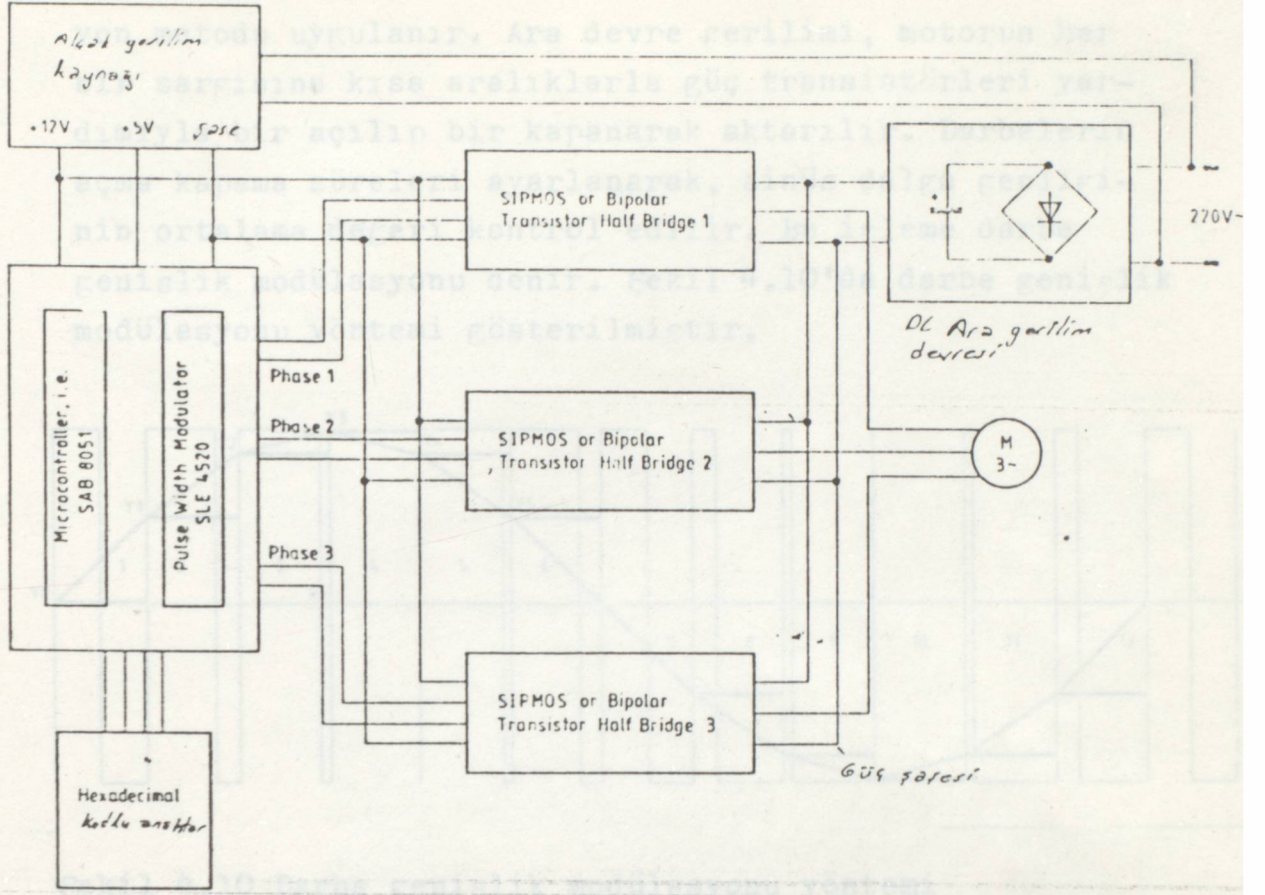 Alçak gerilim
kaynağı
+12V +5V şase
SIPMOS or Bipolar
Transistor Half Bridge 1
220V~
DC Ara gerilim
devresi
Microcontroller, i.e.
SAB 8051
Pulse Width Modulator
SLE 4520
Phase 1
Phase 2
Phase 3
SIPMOS or Bipolar
Transistor Half Bridge 2
M
3~
SIPMOS or Bipolar
Transistor Half Bridge 3
Güç şasesi
Hexadecimal
kodlu anahtar
yon metodu uygulanır. Ara devre gerilimi, motorun her
bir sargısına kısa aralıklarla güç transistörleri yar-
dımıyla bir açılıp bir kapanarak aktarılır. Darbelerin
açma kapama süreleri ayarlanarak, sinüs dalga genliği-
nin ortalama değeri kontrol edilir. Bu işleme darbe
genişlik modülasyonu denir. Şekil 4.10'da darbe genişlik
modülasyonu yöntemi gösterilmiştir.
Şekil 4.10 Darbe genişlik modülasyonu yöntemi